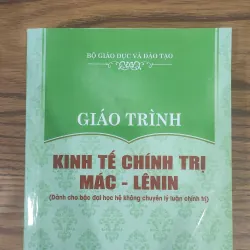 BỘ GIÁO DỤC VÀ ĐÀO TẠO
GIÁO TRÌNH
KINH TẾ CHÍNH TRỊ
MÁC - LÊNIN
(Dành cho bậc đại học hệ không chuyên lý luận chính trị)